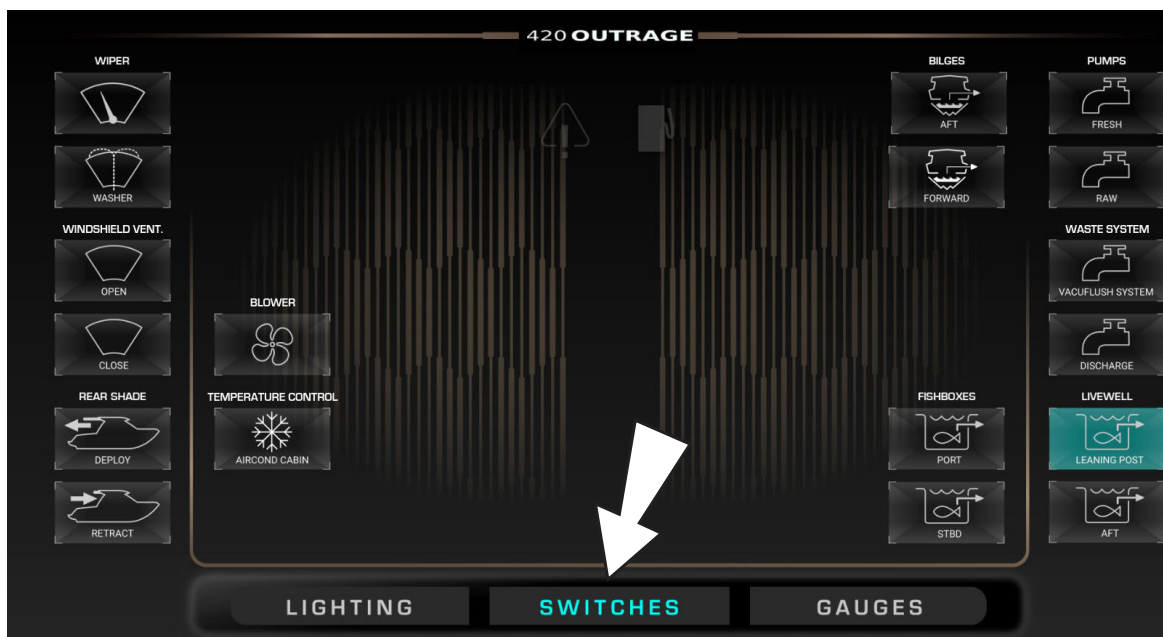 420 OUTRAGE
WIPER
WASHER
WINDSHIELD VENT.
OPEN
CLOSE
REAR SHADE
DEPLOY
RETRACT
BLOWER
TEMPERATURE CONTROL
AIRCOND CABIN
BILGES
AFT
FORWARD
FISHBOXES
PORT
STBD
PUMPS
FRESH
RAW
WASTE SYSTEM
VACUFLUSH SYSTEM
DISCHARGE
LIVEWELL
LEANING POST
AFT
LIGHTING
SWITCHES
GAUGES